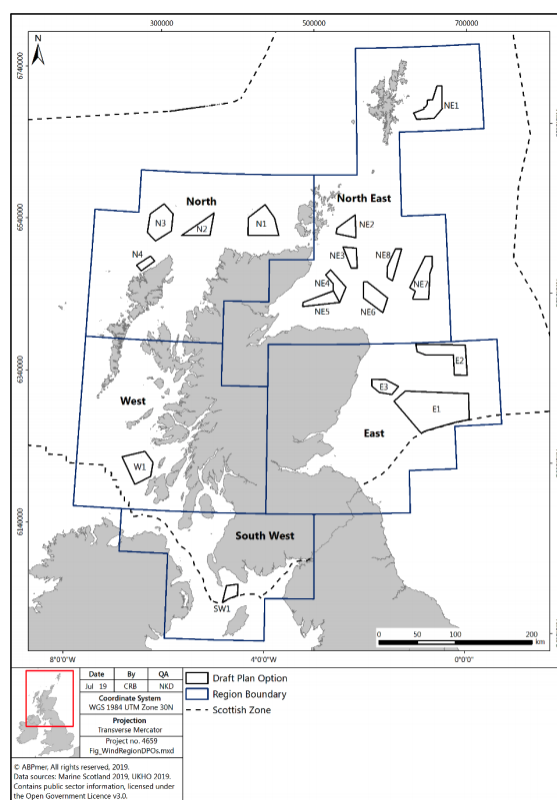 300000 500000 700000
N
6740000
NE1
North
North East
6540000
N3
N2
N1
NE2
N4
NE3
NE8
NE4
NE7
NE5
NE6
6340000
E2
E3
West
E1
East
W1
6140000
South West
SW1
0 50 100 200
km
8°0'0"W 4°0'0"W 0°0'0"
Date By QA
Jul 19 CRB NKD
Coordinate System
WGS 1984 UTM Zone 30N
Projection
Transverse Mercator
Project no. 4659
Fig_WindRegionDPOs.mxd
Draft Plan Option
Region Boundary
Scottish Zone
© ABPmer, All rights reserved, 2019.
Data sources: Marine Scotland 2019, UKHO 2019.
Contains public sector information, licensed under
the Open Government Licence v3.0.